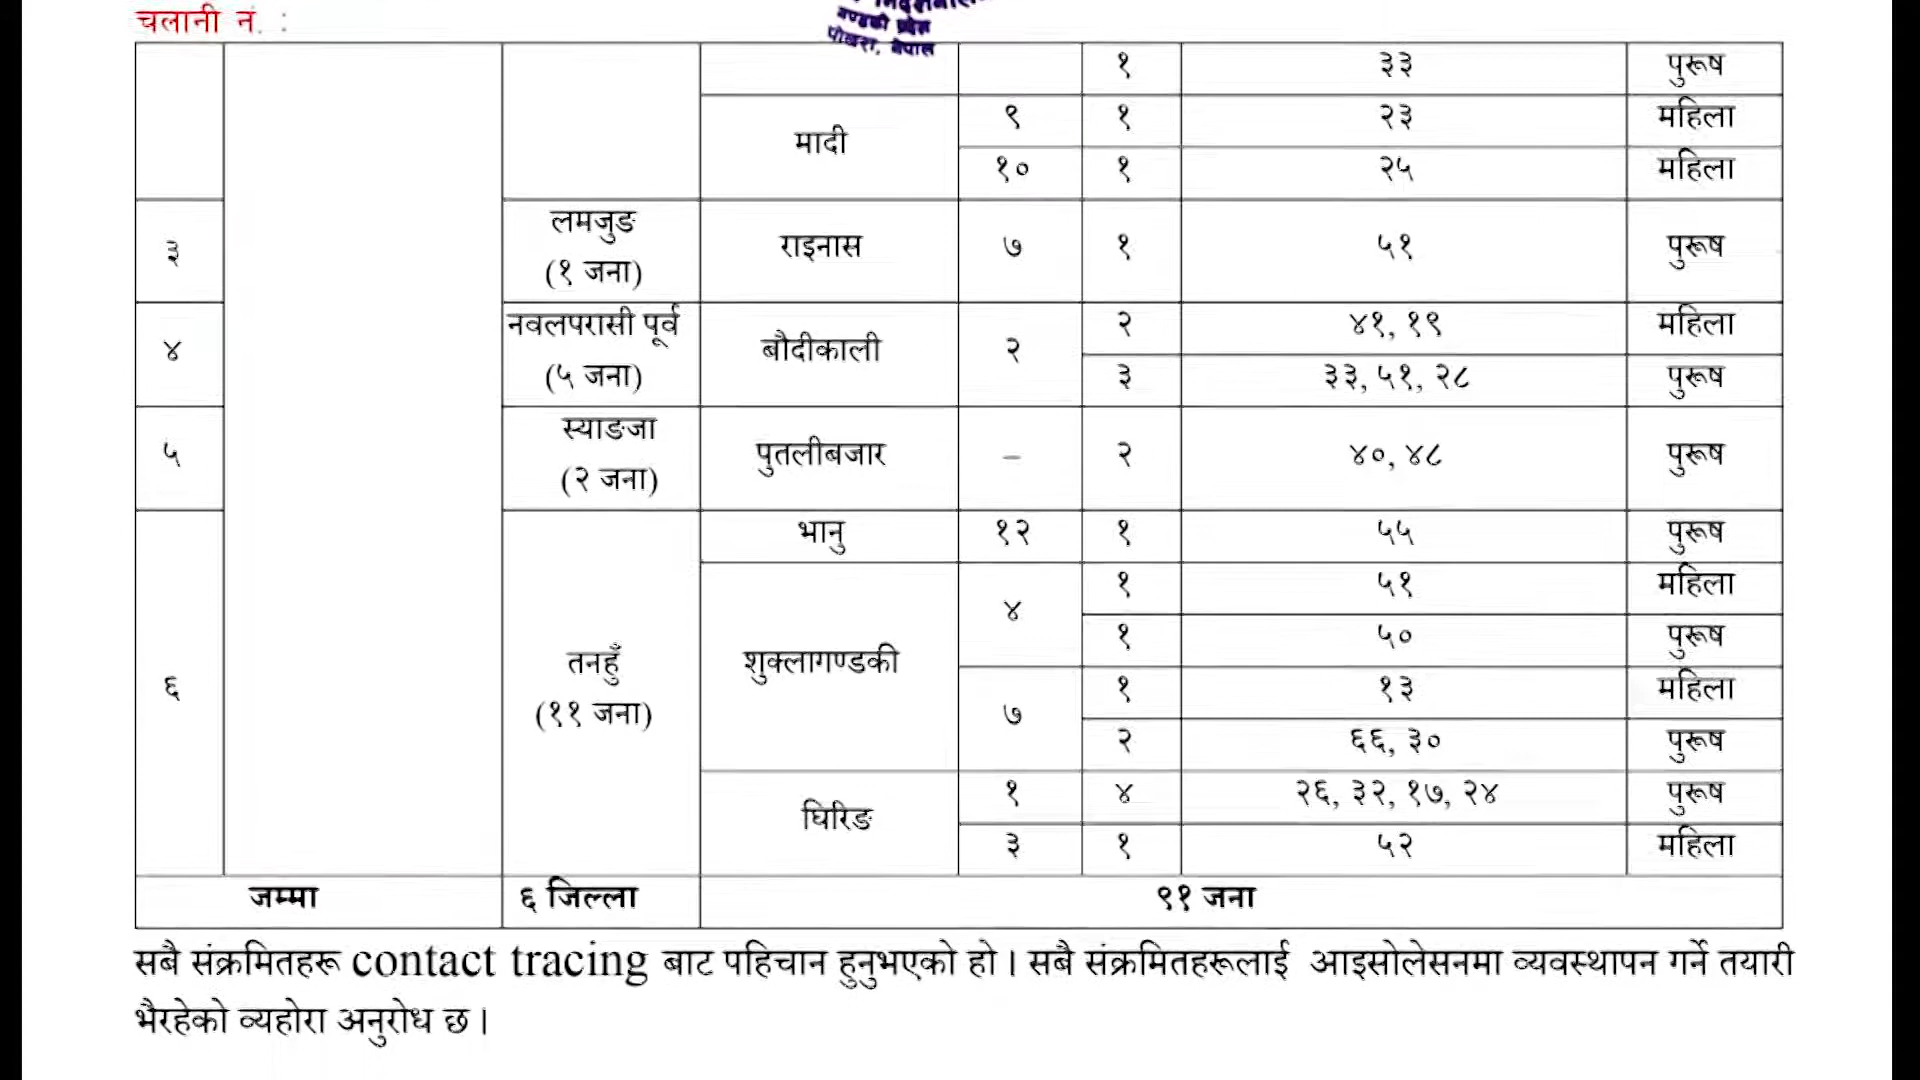 चलानी नं. :
गण्डकी प्रदेश
पोखरा, नेपाल
१ ३३ पुरूष
मादी ९ १ २३ महिला
१० १ २५ महिला
३ लमजुङ (१ जना) राइनास ७ १ ५१ पुरूष
४ नवलपरासी पूर्व (५ जना) बौदीकाली २ २ ४१, १९ महिला
३ ३३, ५१, २८ पुरूष
५ स्याङजा (२ जना) पुतलीबजार – २ ४०, ४८ पुरूष
६ तनहुँ (११ जना) भानु १२ १ ५५ पुरूष
शुक्लागण्डकी ४ १ ५१ महिला
१ ५० पुरूष
७ १ १३ महिला
२ ६६, ३० पुरूष
घिरिङ १ ४ २६, ३२, १७, २४ पुरूष
३ १ ५२ महिला
जम्मा ६ जिल्ला ९१ जना
सबै संक्रमितहरू contact tracing बाट पहिचान हुनुभएको हो । सबै संक्रमितहरूलाई आइसोलेसनमा व्यवस्थापन गर्ने तयारी
भैरहेको व्यहोरा अनुरोध छ ।